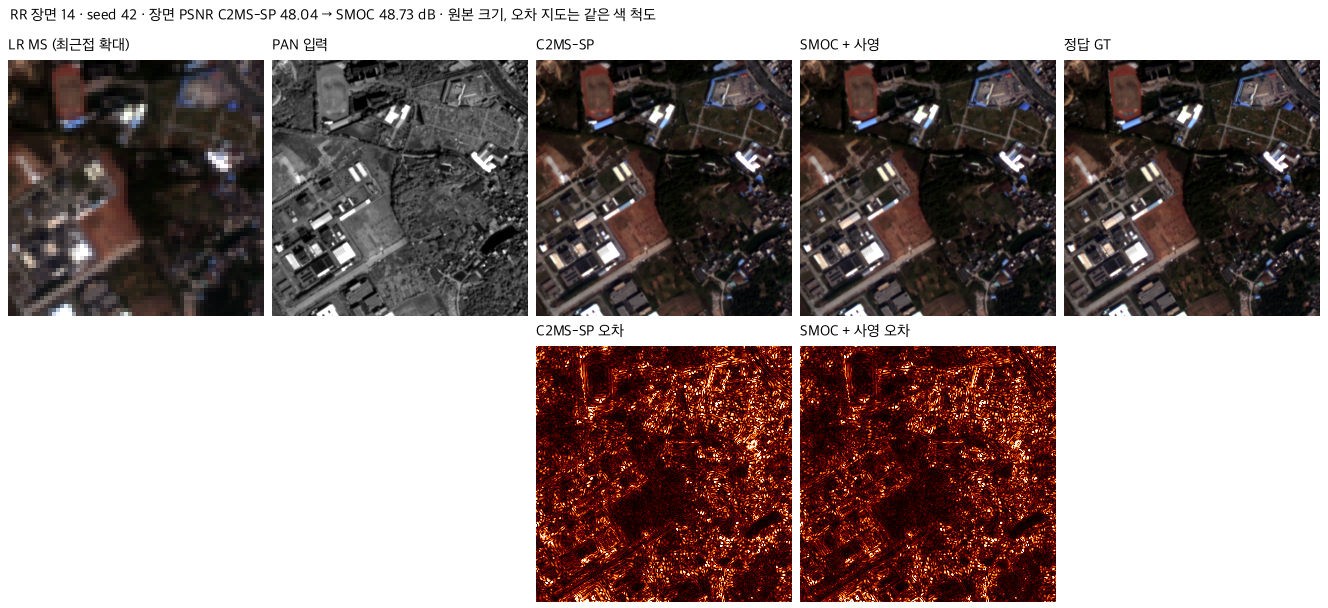 RR 장면 14 · seed 42 · 장면 PSNR C2MS-SP 48.04 → SMOC 48.73 dB · 원본 크기, 오차 지도는 같은 색 척도
LR MS (최근접 확대)
PAN 입력
C2MS-SP
SMOC + 사영
정답 GT
C2MS-SP 오차
SMOC + 사영 오차